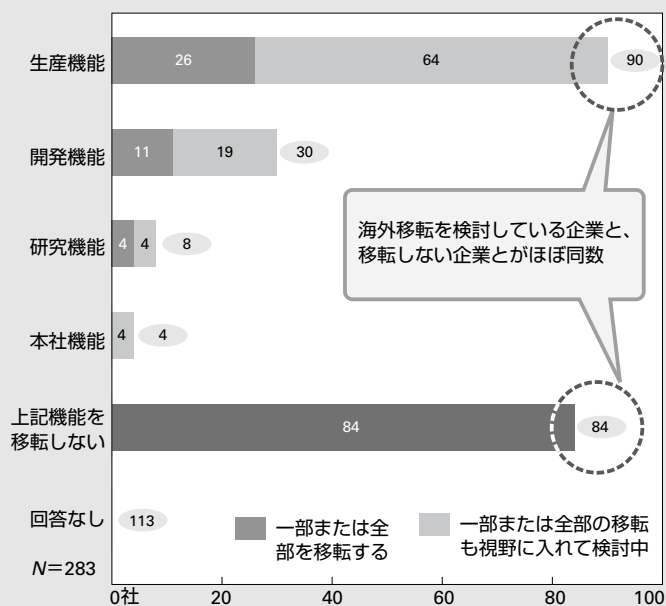 生産機能
26
64
90
開発機能
11
19
30
海外移転を検討している企業と、
移転しない企業とがほぼ同数
研究機能
4
4
8
本社機能
4
4
上記機能を
移転しない
84
84
回答なし
113
一部または全
部を移転する
一部または全部の移転
も視野に入れて検討中
N＝283
0社
20
40
60
80
100